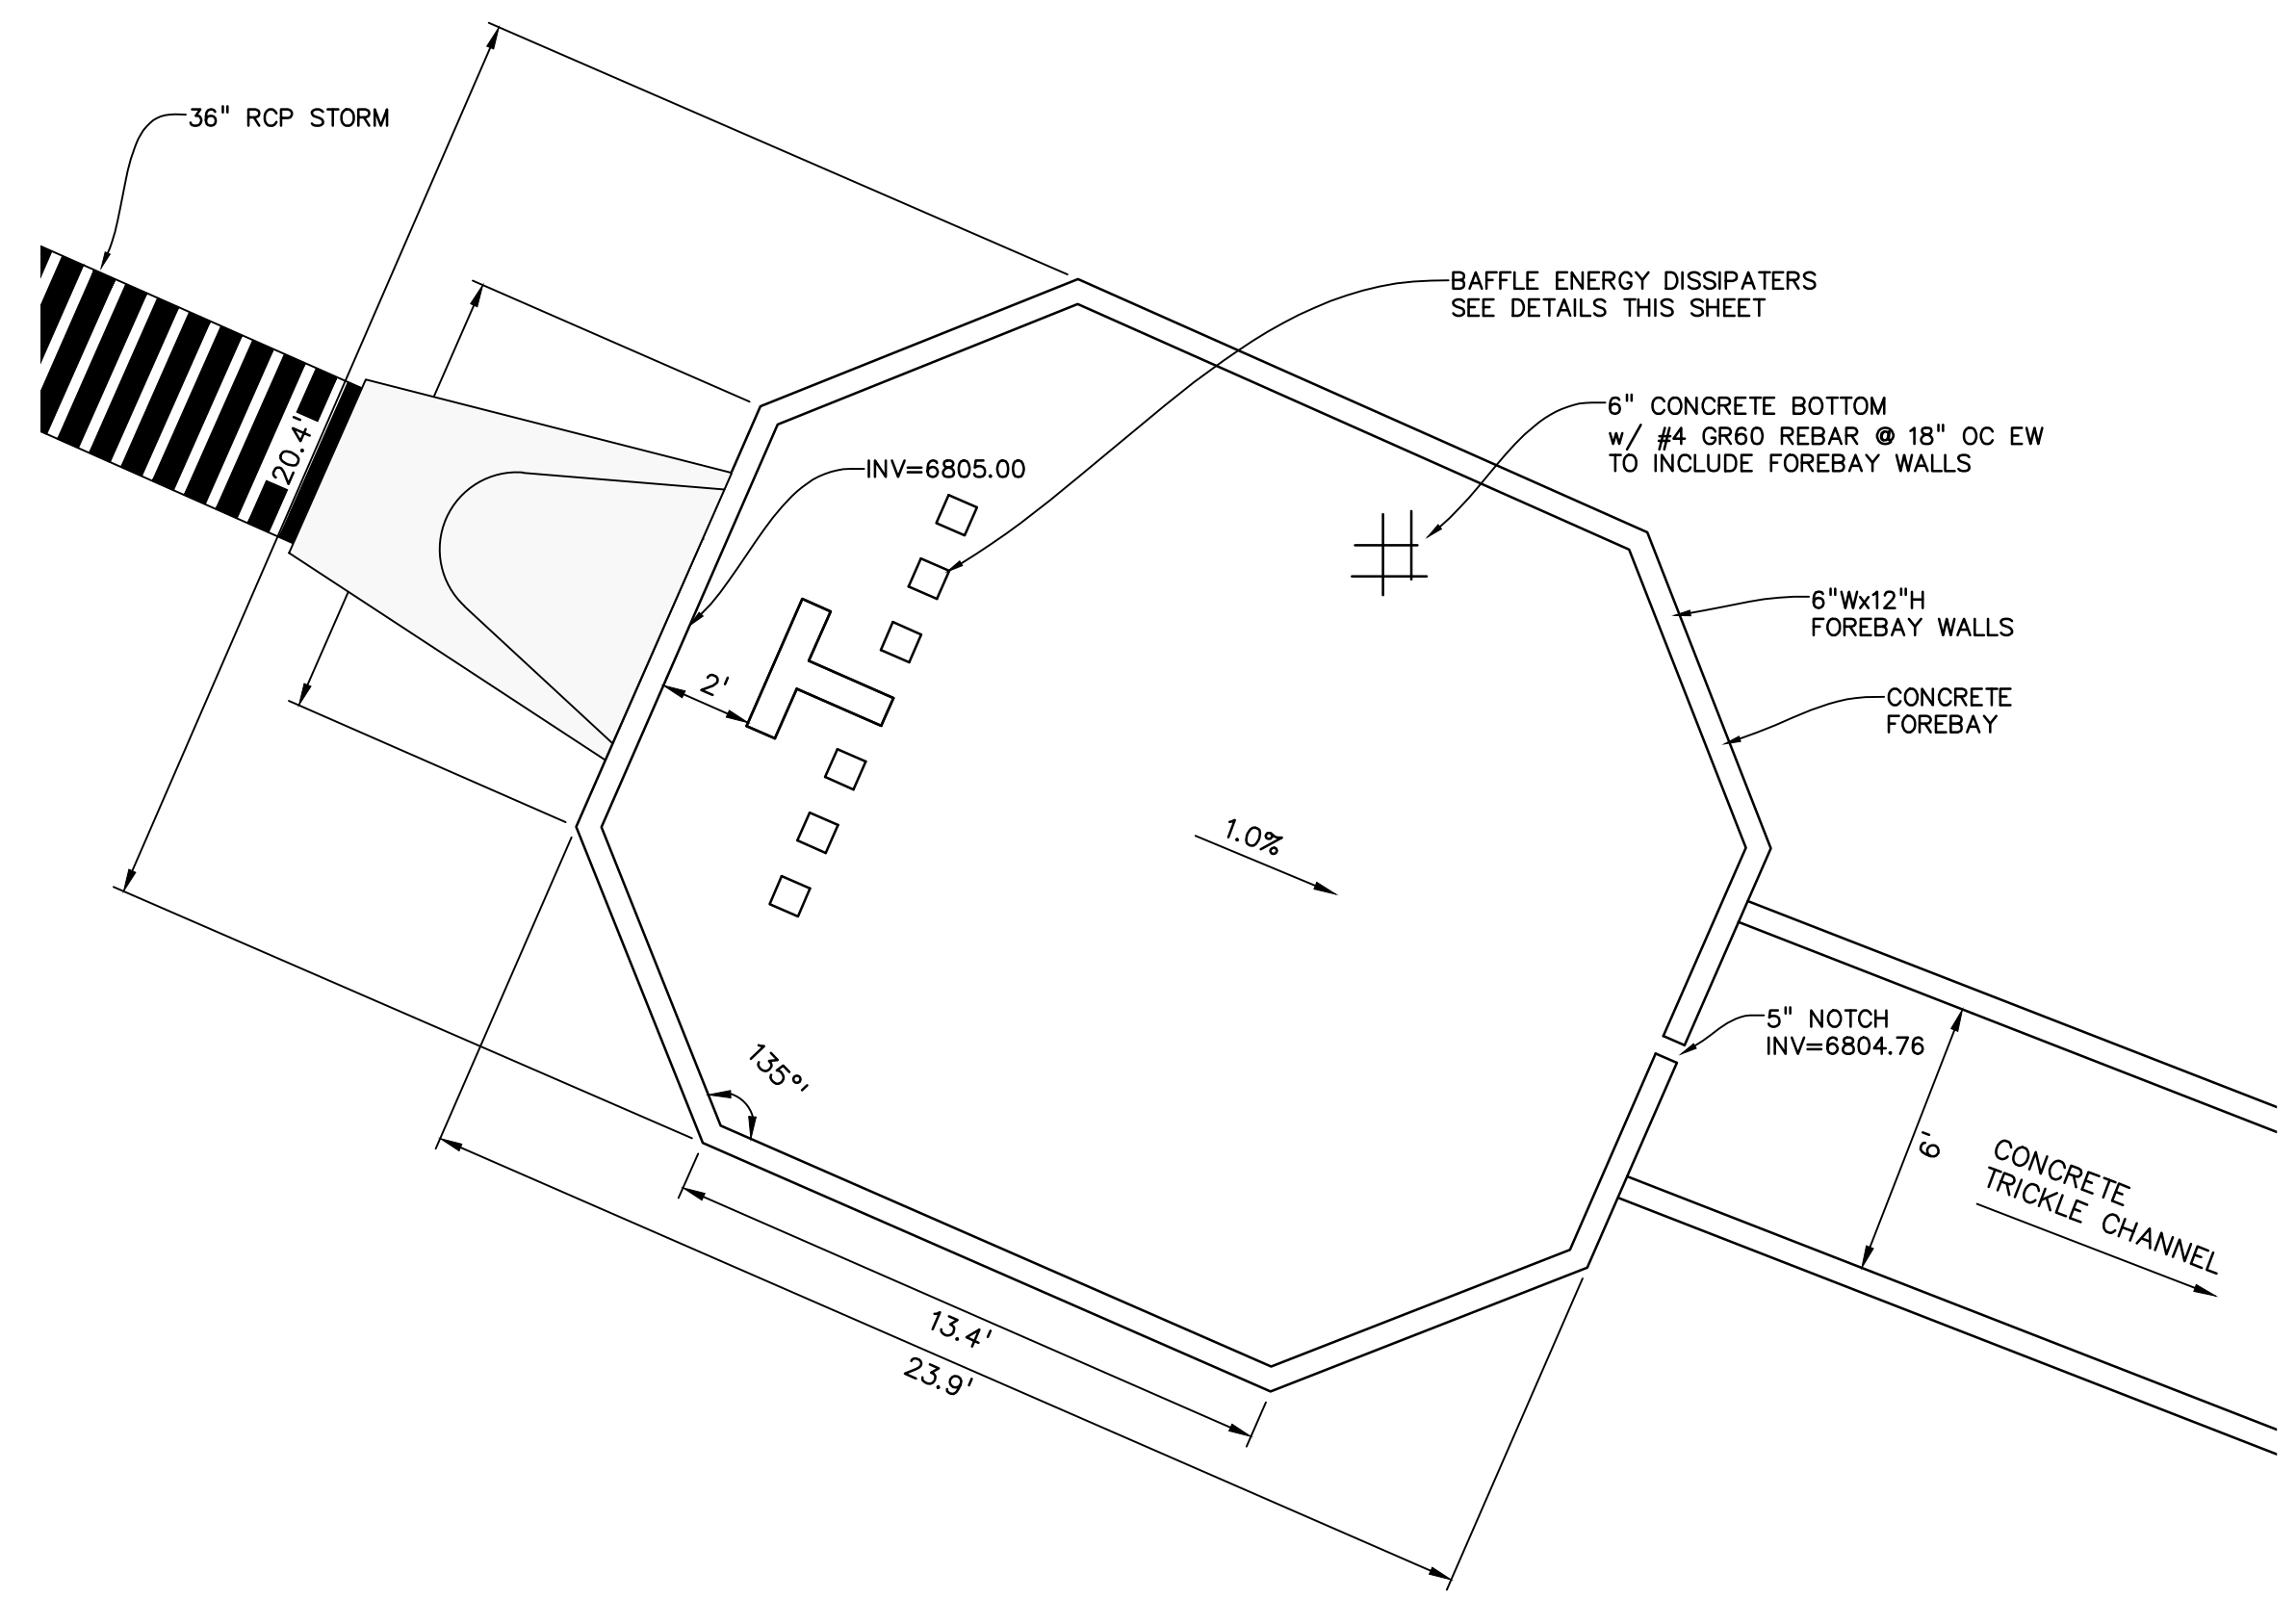 36" RCP STORM
20.4'
BAFFLE ENERGY DISSIPATERS
SEE DETAILS THIS SHEET
6" CONCRETE BOTTOM
w/ #4 GR60 REBAR @ 18" OC EW
TO INCLUDE FOREBAY WALLS
INV=6805.00
6"Wx12"H
FOREBAY WALLS
2'
CONCRETE
FOREBAY
1.0%
5" NOTCH
INV=6804.76
135°'
6'
CONCRETE
TRICKLE CHANNEL
13.4'
23.9'